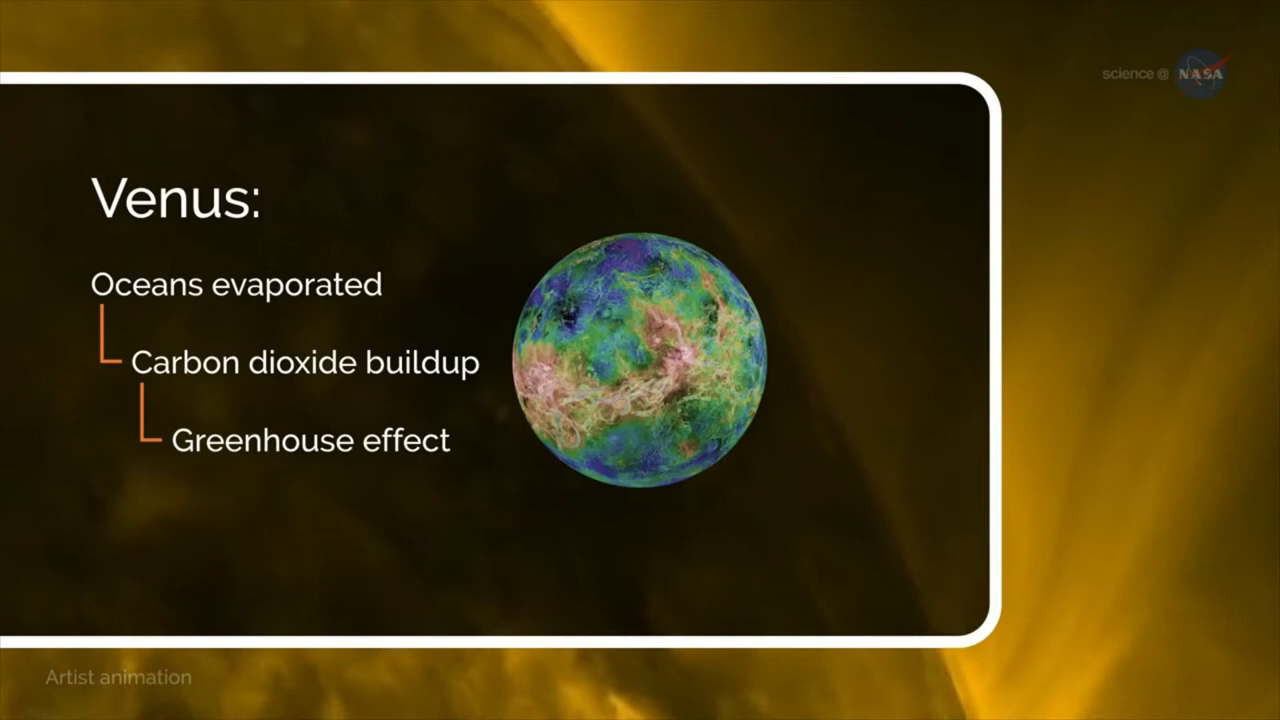 science @ NASA
Venus:
Oceans evaporated
Carbon dioxide buildup
Greenhouse effect
Artist animation